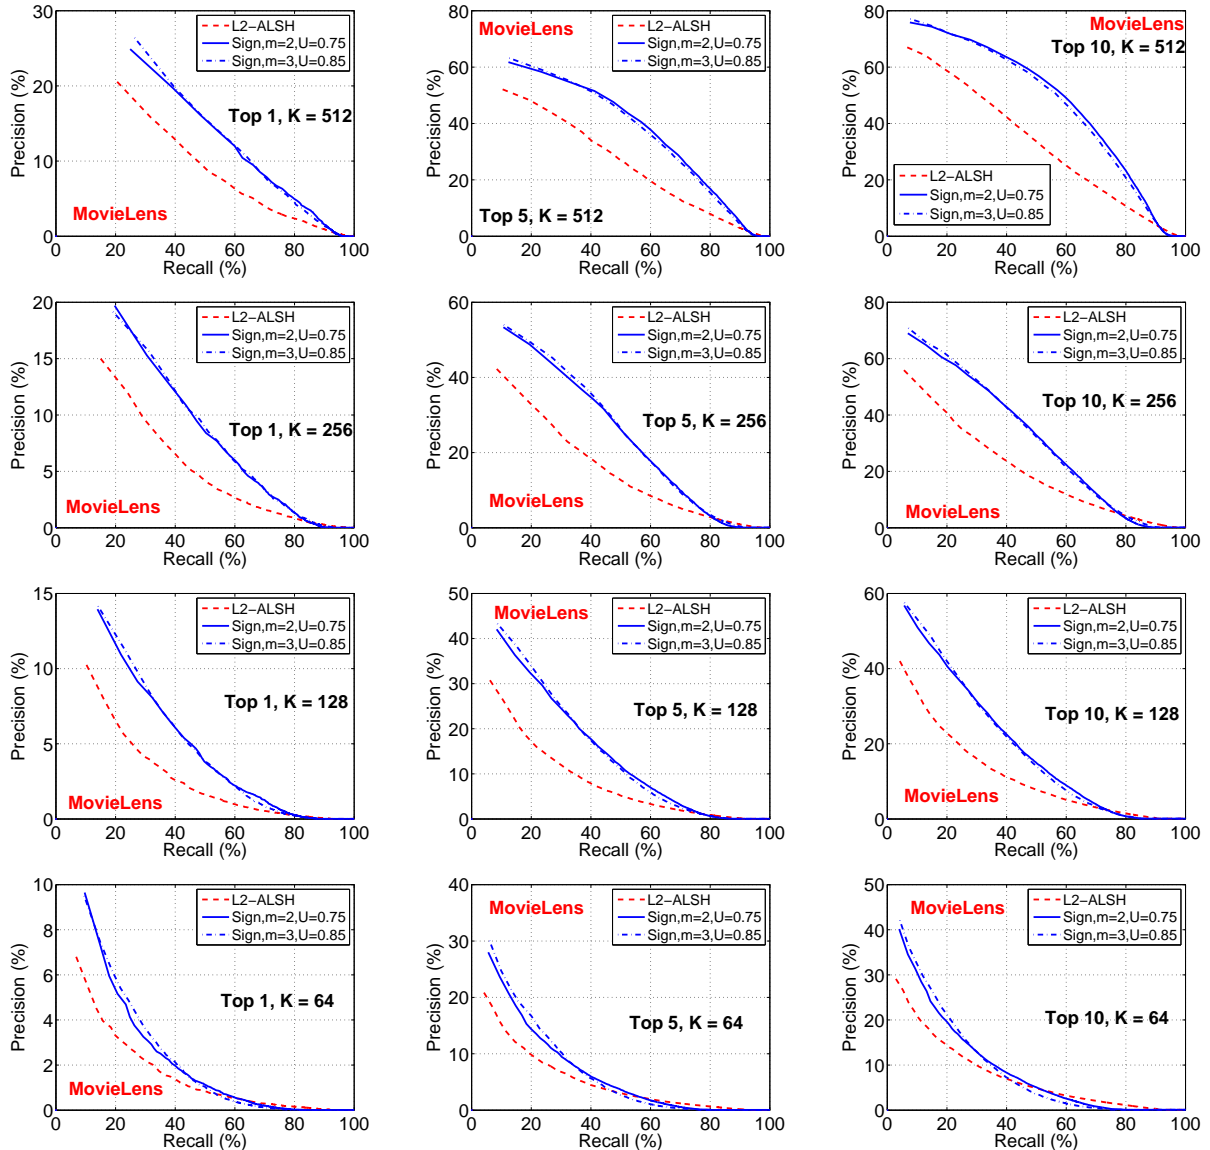 30
20
10
0
Precision (%)
0 20 40 60 80 100
Recall (%)
L2−ALSH
Sign,m=2,U=0.75
Sign,m=3,U=0.85
Top 1, K = 512
MovieLens
80
60
40
20
0
Precision (%)
0 20 40 60 80 100
Recall (%)
MovieLens
L2−ALSH
Sign,m=2,U=0.75
Sign,m=3,U=0.85
Top 5, K = 512
80
60
40
20
0
Precision (%)
0 20 40 60 80 100
Recall (%)
MovieLens
Top 10, K = 512
L2−ALSH
Sign,m=2,U=0.75
Sign,m=3,U=0.85
20
15
10
5
0
Precision (%)
0 20 40 60 80 100
Recall (%)
L2−ALSH
Sign,m=2,U=0.75
Sign,m=3,U=0.85
Top 1, K = 256
MovieLens
60
40
20
0
Precision (%)
0 20 40 60 80 100
Recall (%)
L2−ALSH
Sign,m=2,U=0.75
Sign,m=3,U=0.85
Top 5, K = 256
MovieLens
80
60
40
20
0
Precision (%)
0 20 40 60 80 100
Recall (%)
L2−ALSH
Sign,m=2,U=0.75
Sign,m=3,U=0.85
Top 10, K = 256
MovieLens
15
10
5
0
Precision (%)
0 20 40 60 80 100
Recall (%)
L2−ALSH
Sign,m=2,U=0.75
Sign,m=3,U=0.85
Top 1, K = 128
MovieLens
50
40
30
20
10
0
Precision (%)
0 20 40 60 80 100
Recall (%)
MovieLens
L2−ALSH
Sign,m=2,U=0.75
Sign,m=3,U=0.85
Top 5, K = 128
60
40
20
0
Precision (%)
0 20 40 60 80 100
Recall (%)
L2−ALSH
Sign,m=2,U=0.75
Sign,m=3,U=0.85
Top 10, K = 128
MovieLens
10
8
6
4
2
0
Precision (%)
0 20 40 60 80 100
Recall (%)
L2−ALSH
Sign,m=2,U=0.75
Sign,m=3,U=0.85
Top 1, K = 64
MovieLens
40
30
20
10
0
Precision (%)
0 20 40 60 80 100
Recall (%)
MovieLens
L2−ALSH
Sign,m=2,U=0.75
Sign,m=3,U=0.85
Top 5, K = 64
50
40
30
20
10
0
Precision (%)
0 20 40 60 80 100
Recall (%)
MovieLens
L2−ALSH
Sign,m=2,U=0.75
Sign,m=3,U=0.85
Top 10, K = 64